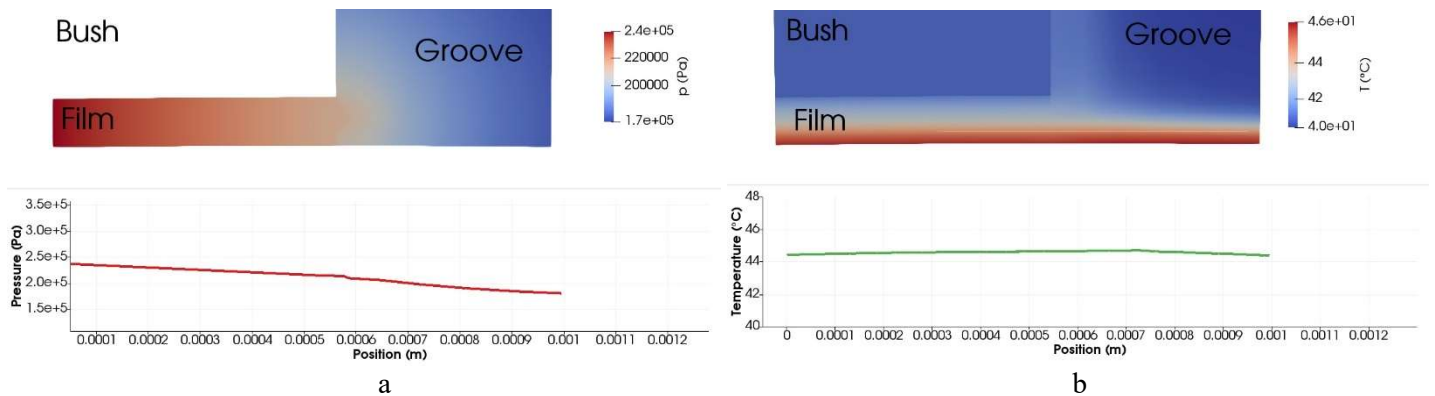 Bush
Groove
Film
2.4e+05
220000
200000
1.7e+05
p (Pa)
3.5e+5
3.0e+5
2.5e+5
2.0e+5
1.5e+5
Pressure (Pa)
0.0001 0.0002 0.0003 0.0004 0.0005 0.0006 0.0007 0.0008 0.0009 0.001 0.0011 0.0012
Position (m)
a
Bush
Groove
Film
4.6e+01
44
42
4.0e+01
T (°C)
48
46
44
42
40
Temperature (°C)
0 0.0001 0.0002 0.0003 0.0004 0.0005 0.0006 0.0007 0.0008 0.0009 0.001 0.0011 0.0012
Position (m)
b